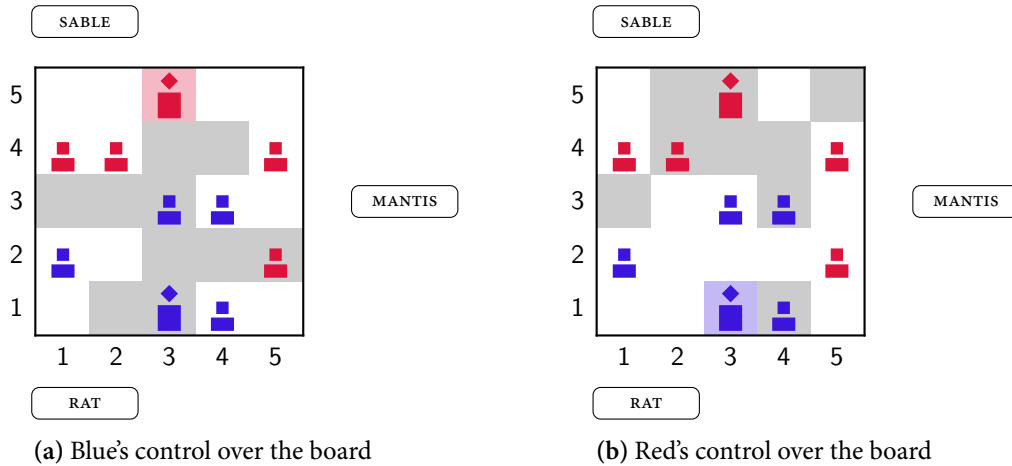 SABLE
5
4
3
2
1
MANTIS
1 2 3 4 5
RAT
(a) Blue's control over the board
SABLE
5
4
3
2
1
MANTIS
1 2 3 4 5
RAT
(b) Red's control over the board